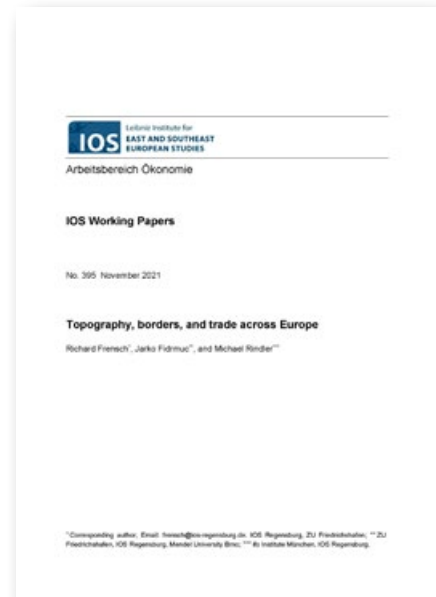 IOS
Leibniz Institute for
EAST AND SOUTHEAST
EUROPEAN STUDIES
Arbeitsbereich Ökonomie
IOS Working Papers
No. 395 November 2021
Topography, borders, and trade across Europe
Richard Frensch*, Jarko Fidrmuc**, and Michael Rindler***
* Corresponding author, Email: frensch@ios-regensburg.de. IOS Regensburg, ZU Friedrichshafen; ** ZU
Friedrichshafen, IOS Regensburg, Mendel University Brno; *** ifo Institute München, IOS Regensburg.